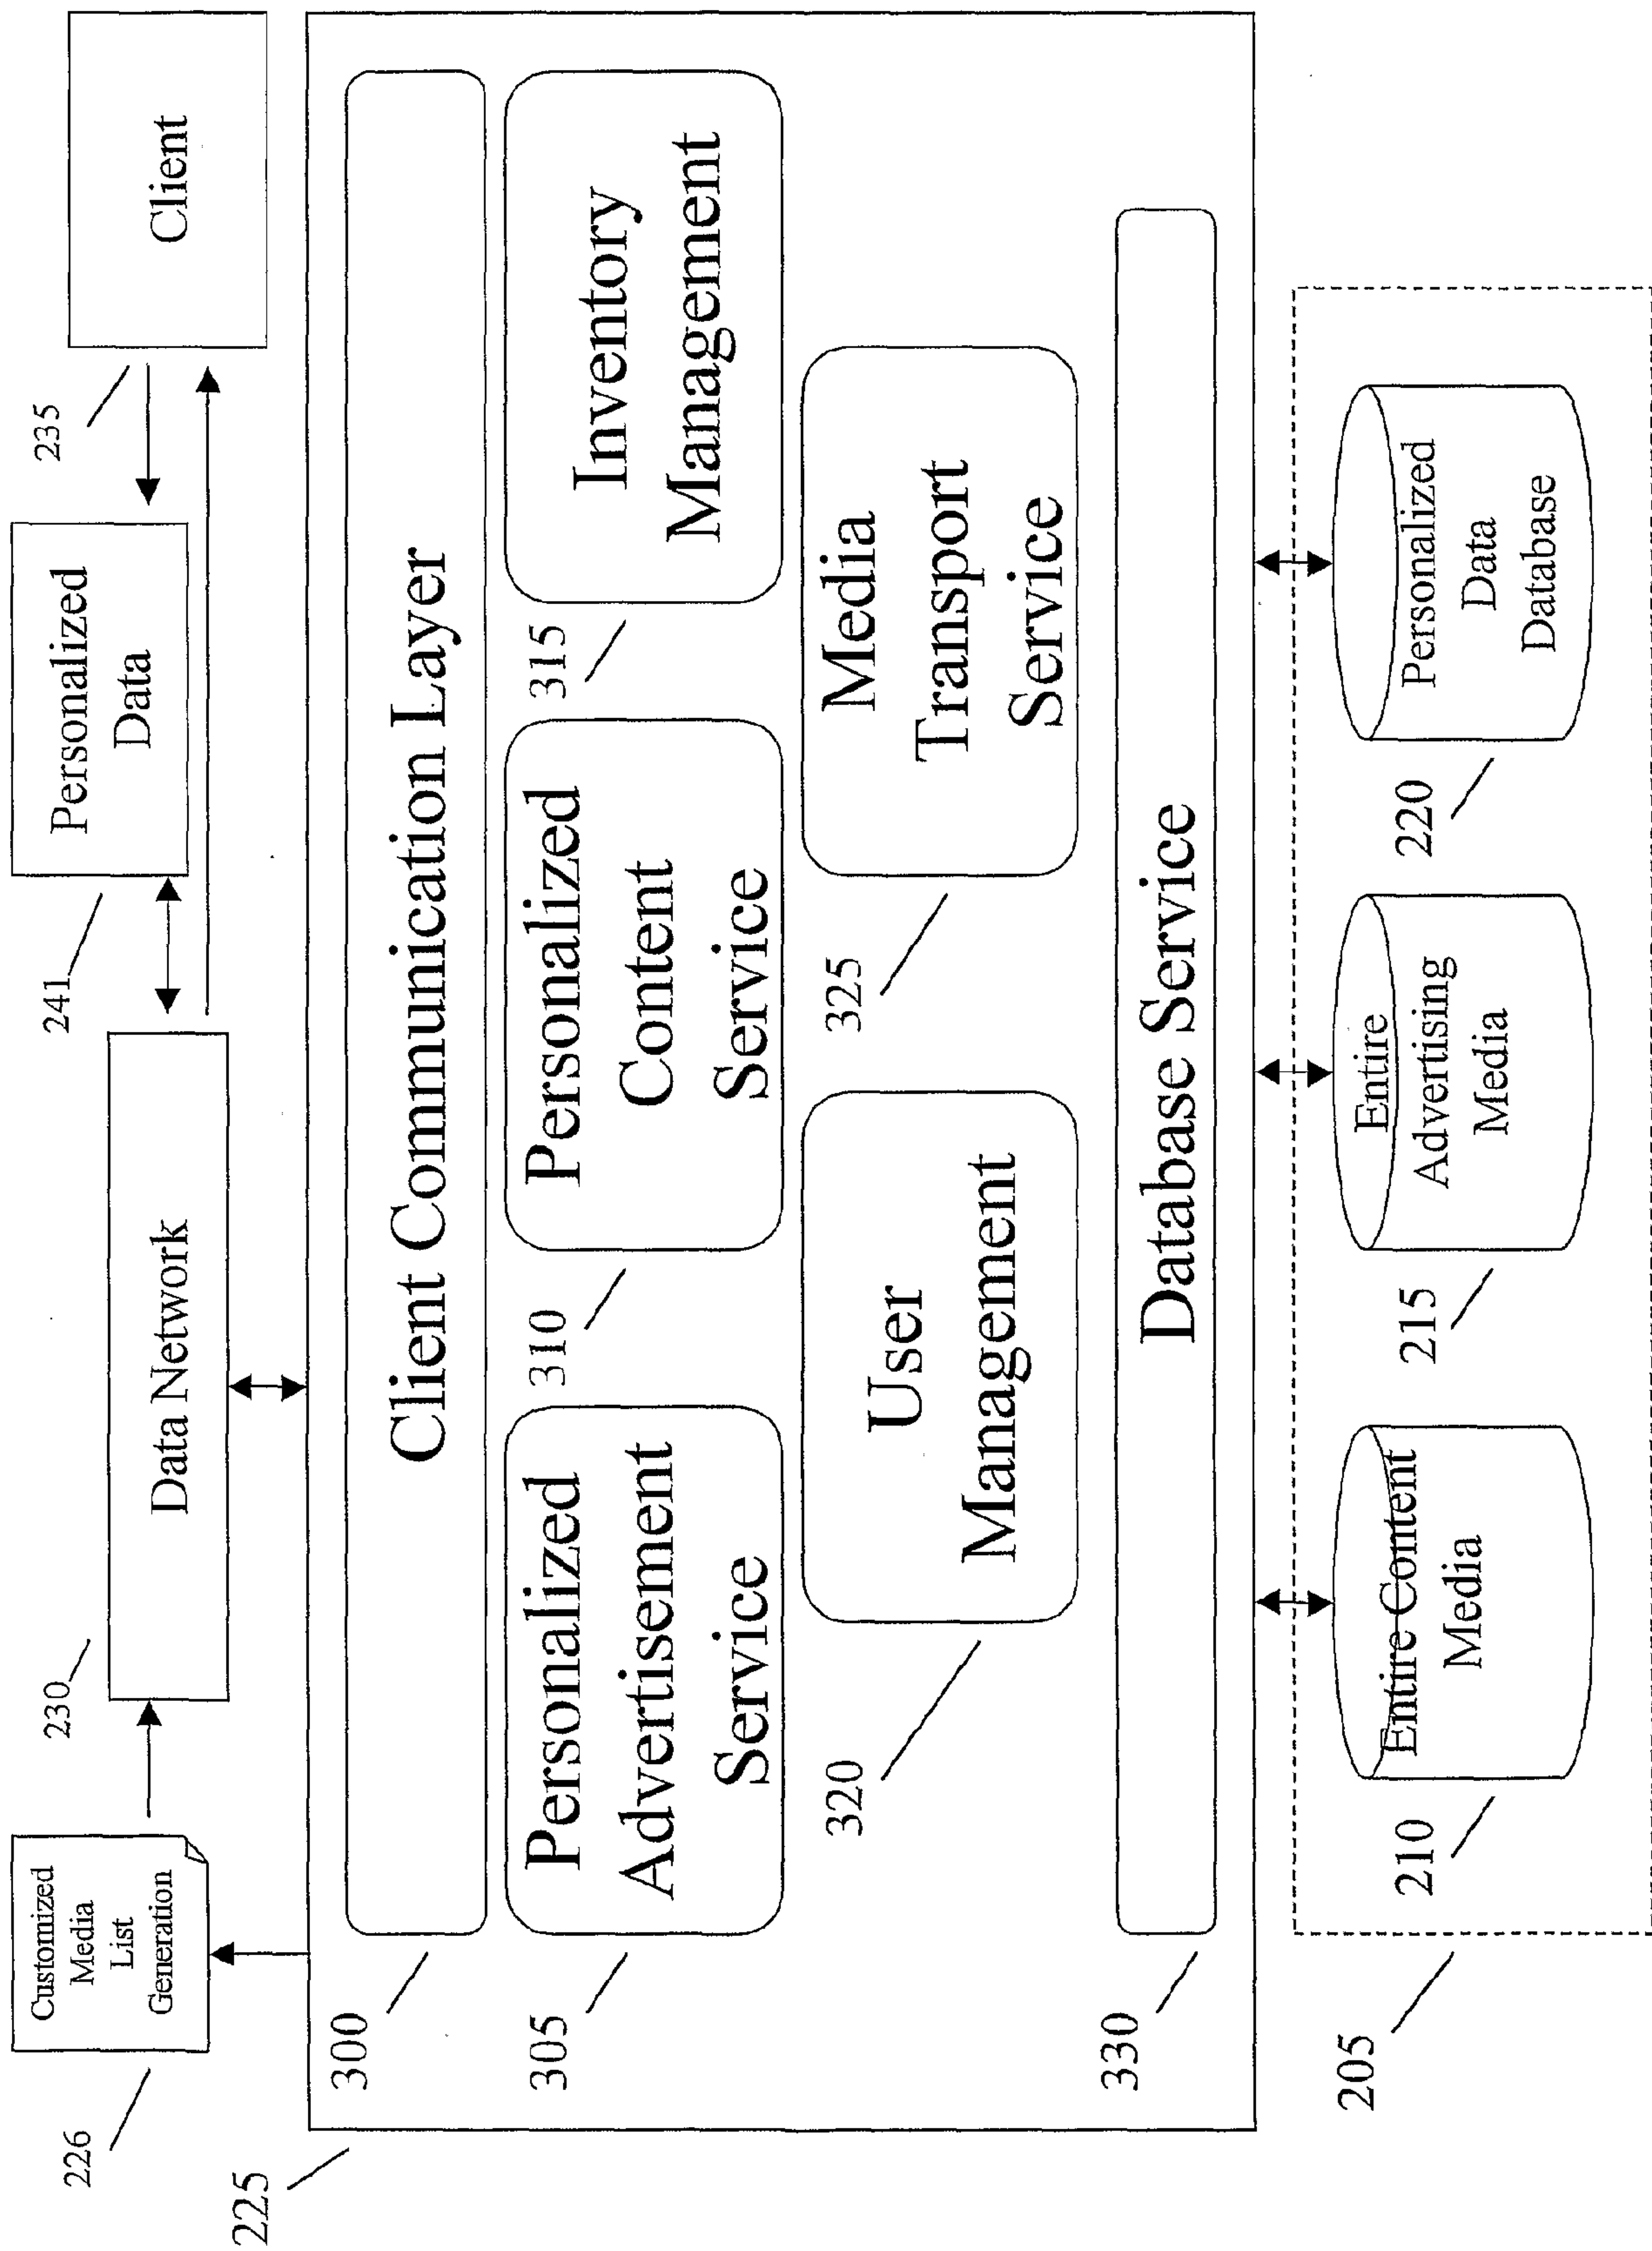 Customized
Media
List
Generation
226
230
Data Network
241
Personalized
Data
235
Client
225
300
Client Communication Layer
305
Personalized
Advertisement
Service
310
Personalized
Content
Service
315
Inventory
Management
320
User
Management
325
Media
Transport
Service
330
Database Service
205
210
Entire Content
Media
215
Entire
Advertising
Media
220
Personalized
Data
Database